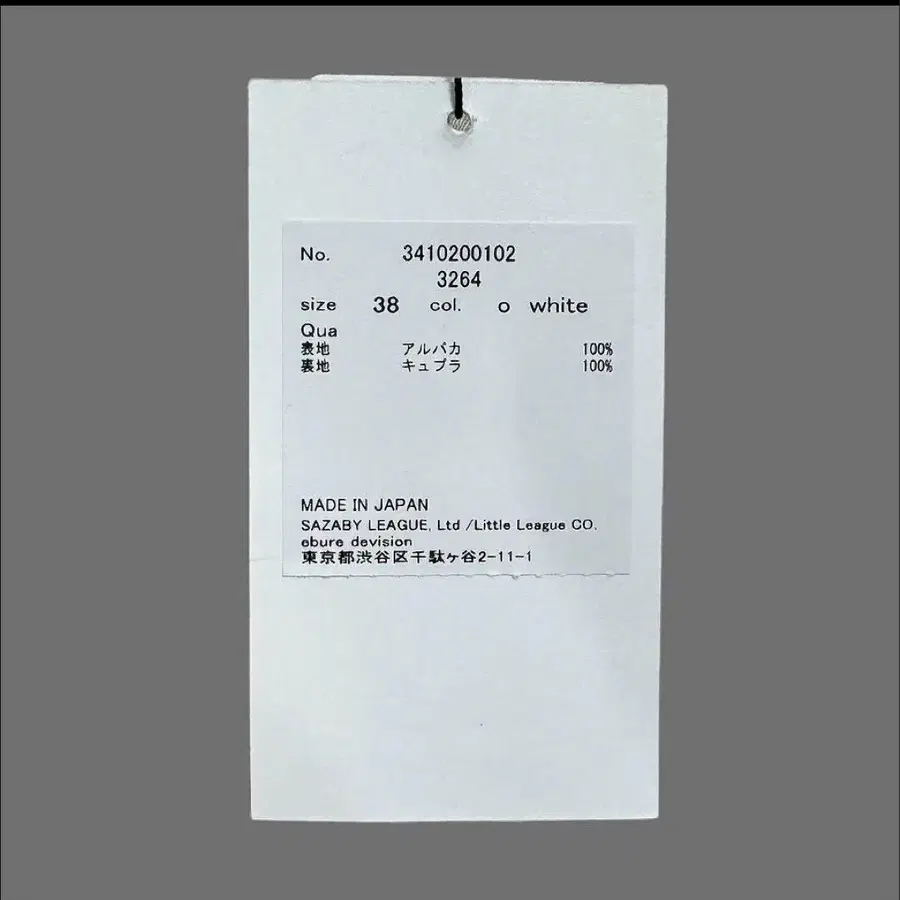 No. 3410200102
3264
size 38 col. o white
Qua
表地 アルパカ 100%
裏地 キュプラ 100%
MADE IN JAPAN
SAZABY LEAGUE, Ltd /Little League CO.
ebure devision
東京都渋谷区千駄ヶ谷2-11-1